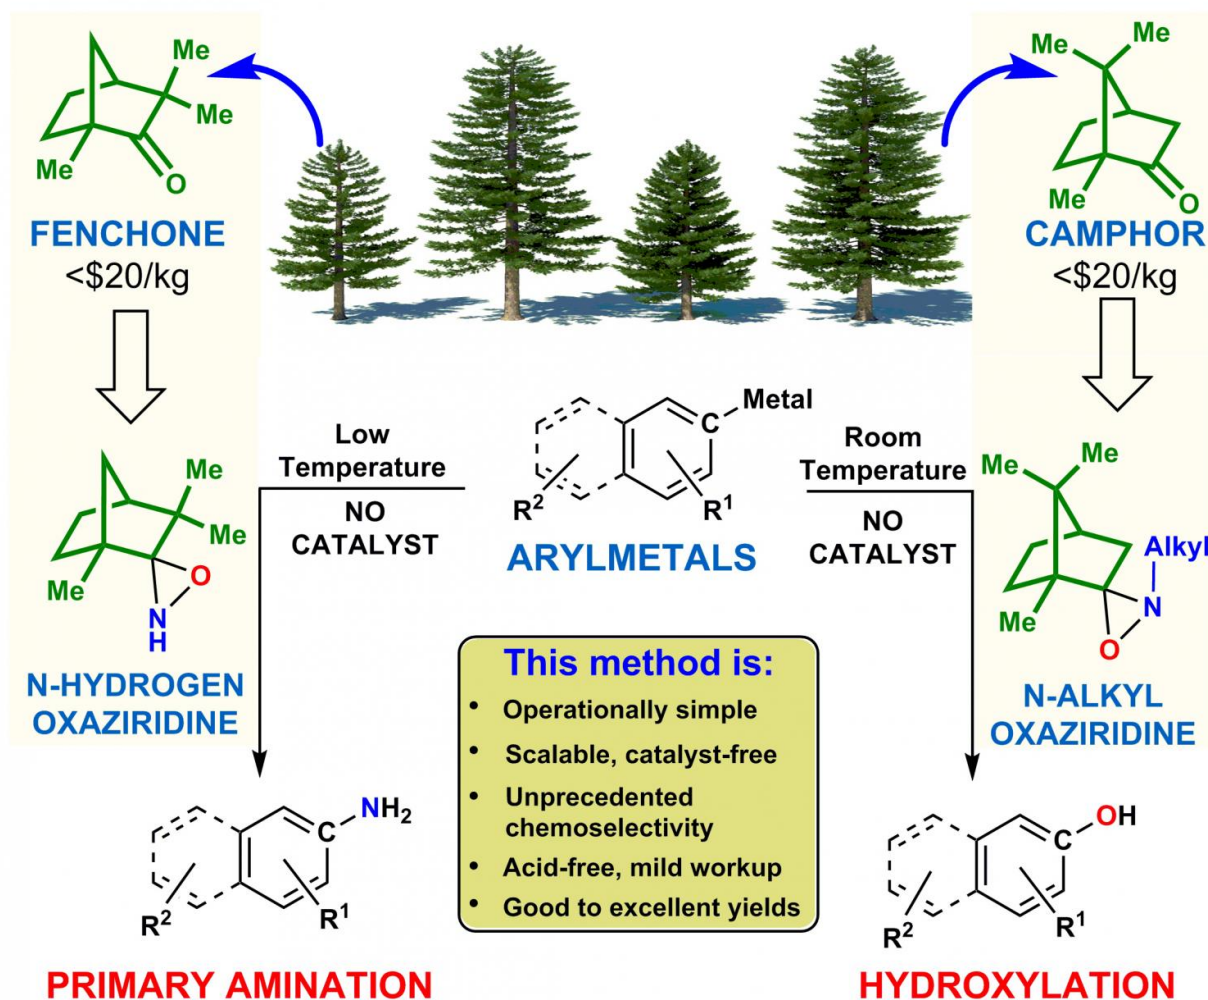 Me
Me
Me
O
FENCHONE
<$20/kg
Me
Me
Me
O
CAMPHOR
<$20/kg
Low
Temperature
NO
CATALYST
Metal
C
R²
R¹
ARYLMETALS
Room
Temperature
NO
CATALYST
Me
Me
Me
O
N
H
N-HYDROGEN
OXAZIRIDINE
Me
Me
Alkyl
N
Me
O
N-ALKYL
OXAZIRIDINE
This method is:
• Operationally simple
• Scalable, catalyst-free
• Unprecedented
chemoselectivity
• Acid-free, mild workup
• Good to excellent yields
NH₂
C
R²
R¹
PRIMARY AMINATION
OH
C
R²
R¹
HYDROXYLATION